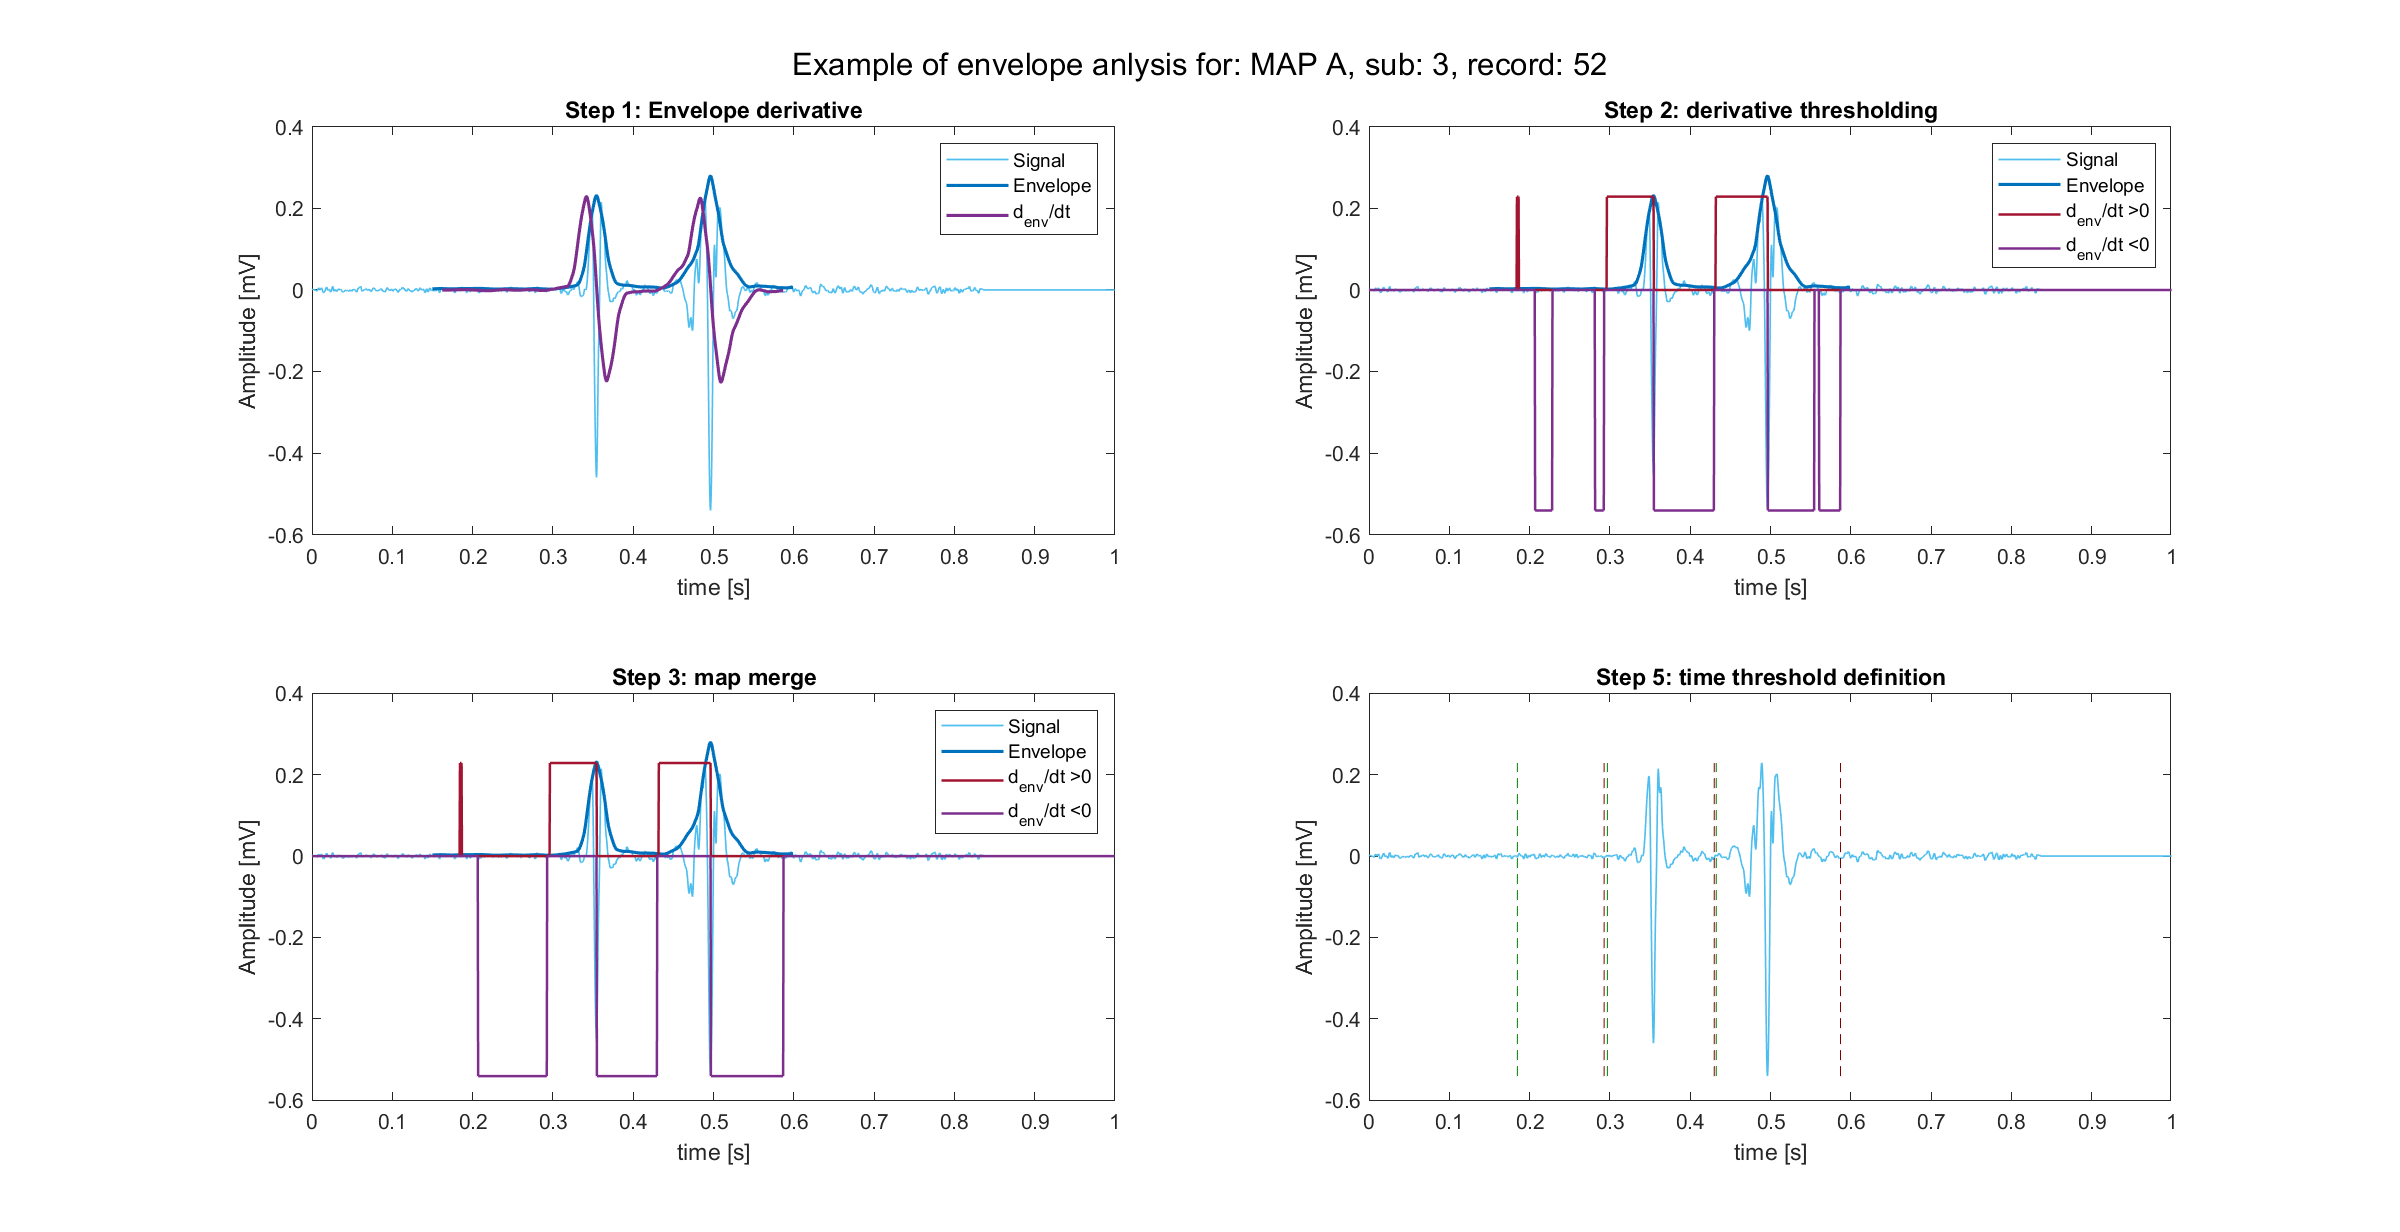 Example of envelope anlysis for: MAP A, sub: 3, record: 52
Step 1: Envelope derivative
0.4
0.2
0
-0.2
-0.4
-0.6
Amplitude [mV]
0 0.1 0.2 0.3 0.4 0.5 0.6 0.7 0.8 0.9 1
time [s]
Signal
Envelope
d_env/dt
Step 2: derivative thresholding
0.4
0.2
0
-0.2
-0.4
-0.6
Amplitude [mV]
0 0.1 0.2 0.3 0.4 0.5 0.6 0.7 0.8 0.9 1
time [s]
Signal
Envelope
d_env/dt >0
d_env/dt <0
Step 3: map merge
0.4
0.2
0
-0.2
-0.4
-0.6
Amplitude [mV]
0 0.1 0.2 0.3 0.4 0.5 0.6 0.7 0.8 0.9 1
time [s]
Signal
Envelope
d_env/dt >0
d_env/dt <0
Step 5: time threshold definition
0.4
0.2
0
-0.2
-0.4
-0.6
Amplitude [mV]
0 0.1 0.2 0.3 0.4 0.5 0.6 0.7 0.8 0.9 1
time [s]